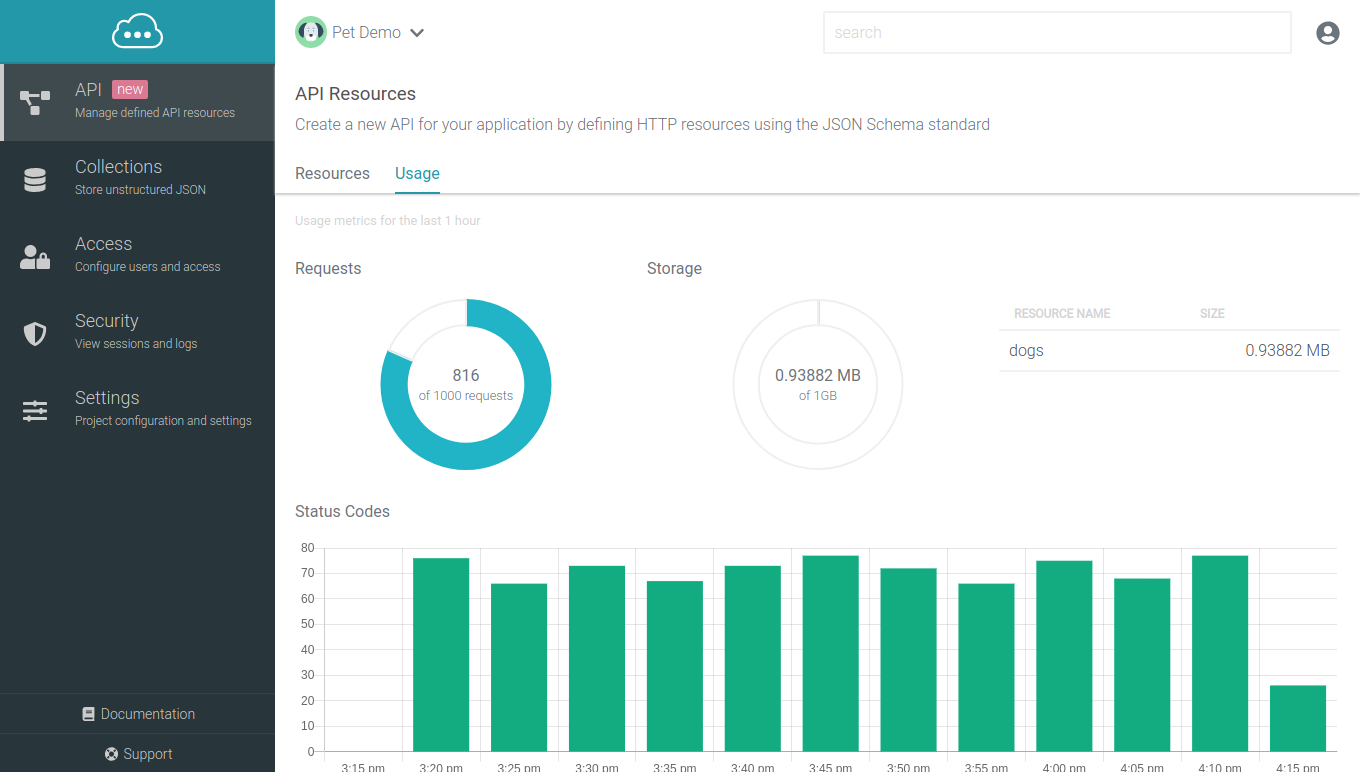 API new
Manage defined API resources
Collections
Store unstructured JSON
Access
Configure users and access
Security
View sessions and logs
Settings
Project configuration and settings
Documentation
Support
Pet Demo
search
API Resources
Create a new API for your application by defining HTTP resources using the JSON Schema standard
Resources Usage
Usage metrics for the last 1 hour
Requests
816
of 1000 requests
Storage
0.93882 MB
of 1GB
RESOURCE NAME SIZE
dogs 0.93882 MB
Status Codes
80
70
60
50
40
30
20
10
0
3:15 pm 3:20 pm 3:25 pm 3:30 pm 3:35 pm 3:40 pm 3:45 pm 3:50 pm 3:55 pm 4:00 pm 4:05 pm 4:10 pm 4:15 pm